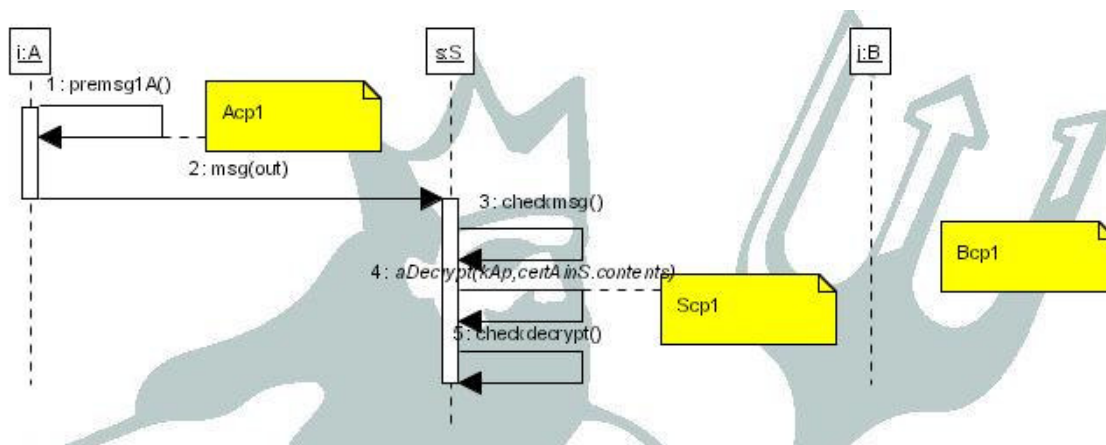 i:A
s:S
j:B
1 : premsg1A()
Acp1
2 : msg(out)
3 : checkmsg()
4 : aDecrypt(kAp,certAinS.contents)
Bcp1
Scp1
5 : checkdecrypt()